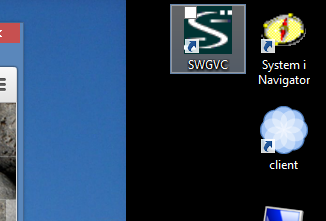 SWGVC
System i
Navigator
client